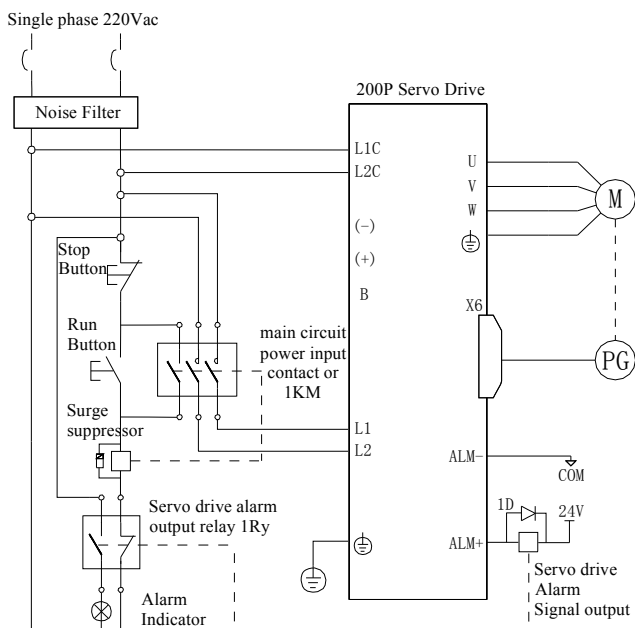 Single phase 220Vac
Noise Filter
200P Servo Drive
L1C
L2C
U
V
W
M
(-)
(+)
B
Stop
Button
X6
Run
Button
main circuit
power input
contact or
1KM
PG
Surge
suppressor
L1
L2
ALM-
COM
Servo drive alarm
output relay 1Ry
1D
24V
ALM+
Servo drive
Alarm
Signal output
Alarm
Indicator